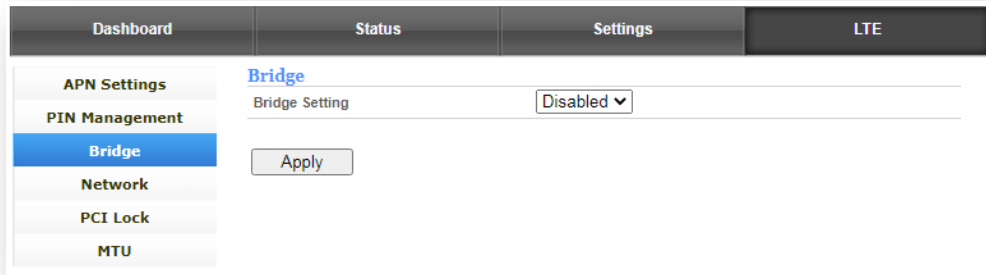 Dashboard Status Settings LTE
APN Settings
PIN Management
Bridge
Network
PCI Lock
MTU
Bridge
Bridge Setting Disabled
Apply